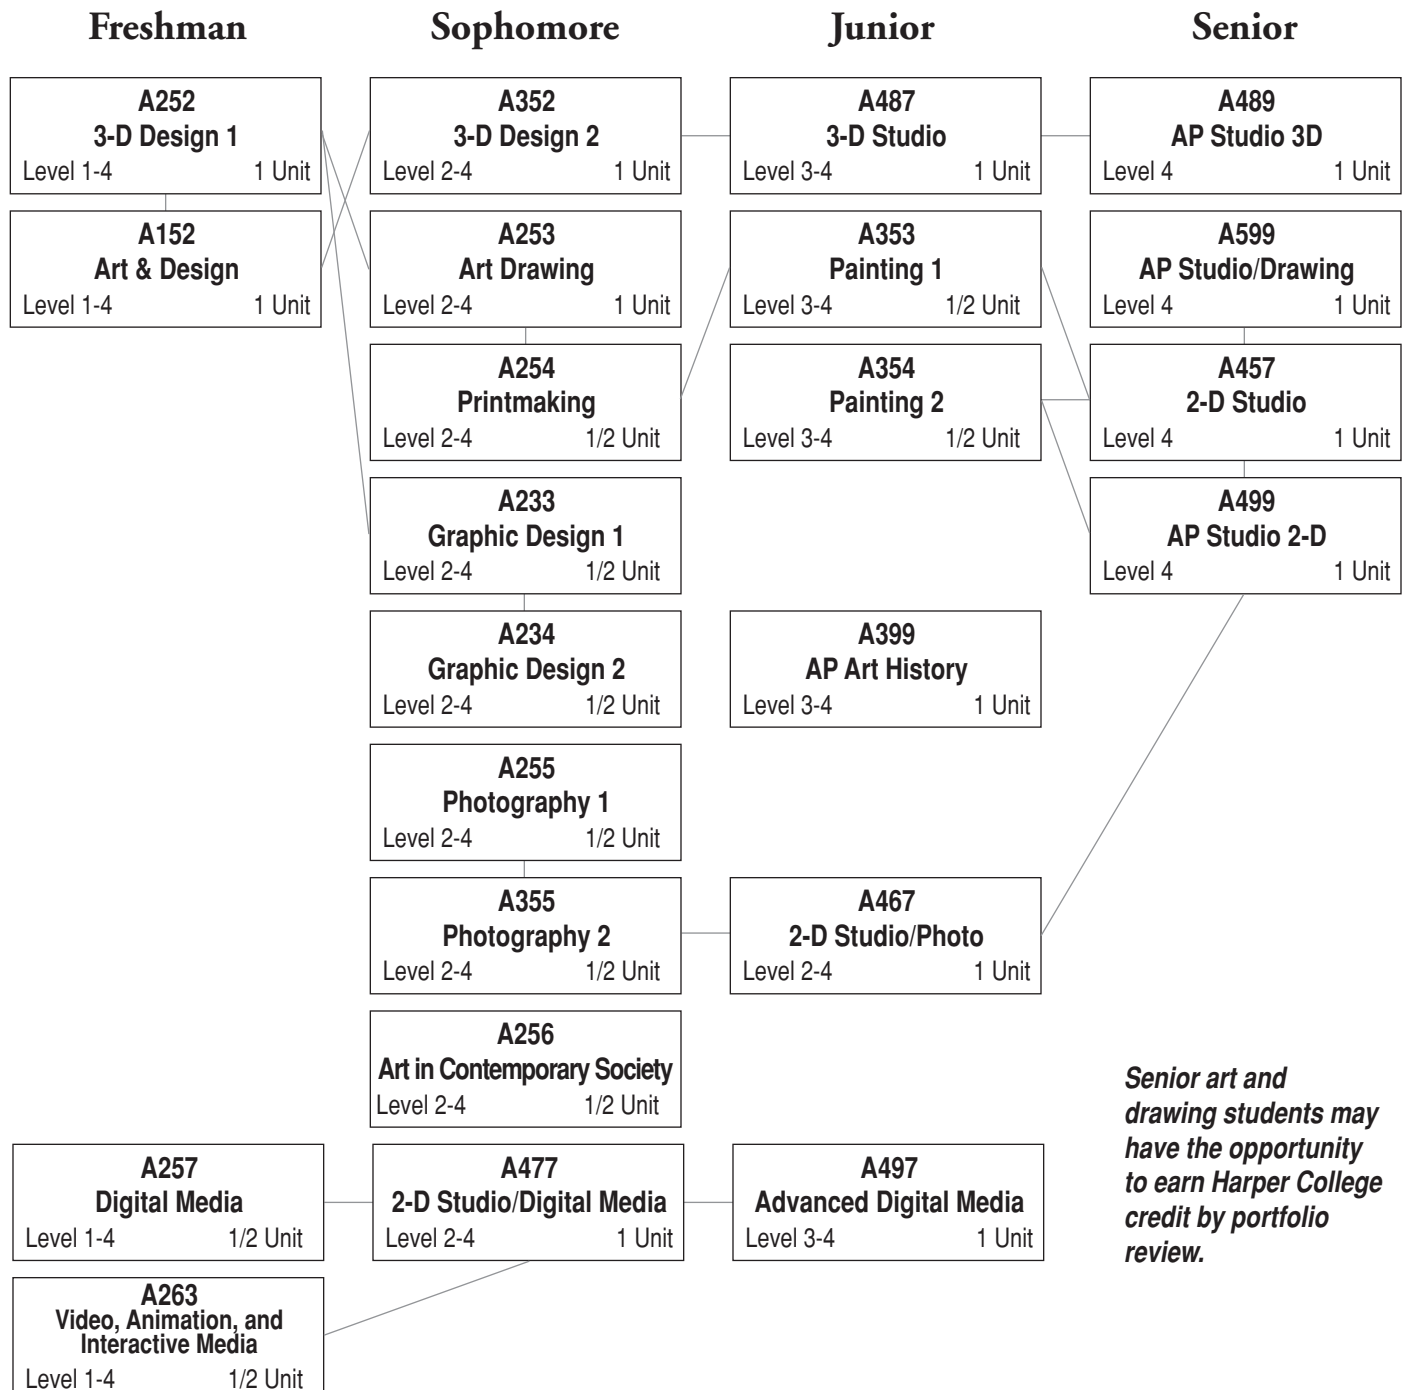 Freshman Sophomore Junior Senior
A252
3-D Design 1
Level 1-4 1 Unit
A352
3-D Design 2
Level 2-4 1 Unit
A487
3-D Studio
Level 3-4 1 Unit
A489
AP Studio 3D
Level 4 1 Unit
A152
Art & Design
Level 1-4 1 Unit
A253
Art Drawing
Level 2-4 1 Unit
A353
Painting 1
Level 3-4 1/2 Unit
A599
AP Studio/Drawing
Level 4 1 Unit
A254
Printmaking
Level 2-4 1/2 Unit
A354
Painting 2
Level 3-4 1/2 Unit
A457
2-D Studio
Level 4 1 Unit
A233
Graphic Design 1
Level 2-4 1/2 Unit
A499
AP Studio 2-D
Level 4 1 Unit
A234
Graphic Design 2
Level 2-4 1/2 Unit
A399
AP Art History
Level 3-4 1 Unit
A255
Photography 1
Level 2-4 1/2 Unit
A355
Photography 2
Level 2-4 1/2 Unit
A467
2-D Studio/Photo
Level 2-4 1 Unit
A256
Art in Contemporary Society
Level 2-4 1/2 Unit
Senior art and
drawing students may
have the opportunity
to earn Harper College
credit by portfolio
review.
A257
Digital Media
Level 1-4 1/2 Unit
A477
2-D Studio/Digital Media
Level 2-4 1 Unit
A497
Advanced Digital Media
Level 3-4 1 Unit
A263
Video, Animation, and
Interactive Media
Level 1-4 1/2 Unit